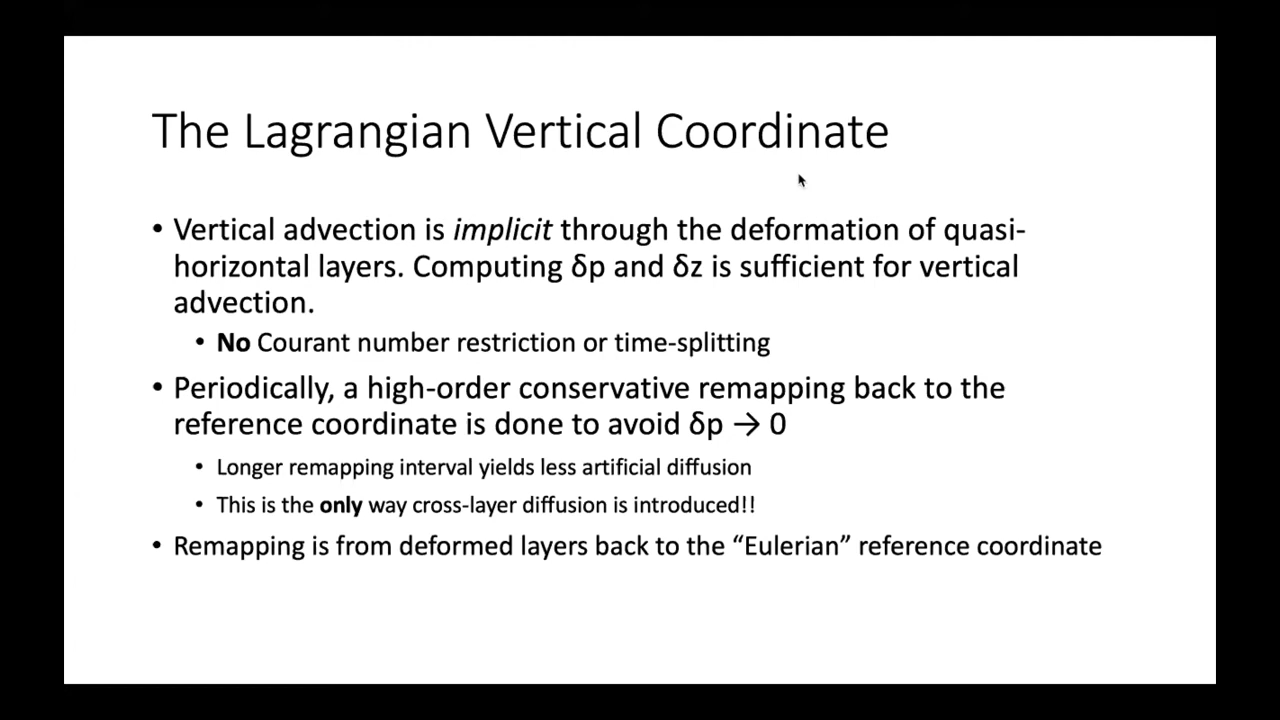 The Lagrangian Vertical Coordinate
• Vertical advection is implicit through the deformation of quasi-
horizontal layers. Computing δp and δz is sufficient for vertical
advection.
• No Courant number restriction or time-splitting
• Periodically, a high-order conservative remapping back to the
reference coordinate is done to avoid δp → 0
• Longer remapping interval yields less artificial diffusion
• This is the only way cross-layer diffusion is introduced!!
• Remapping is from deformed layers back to the “Eulerian” reference coordinate